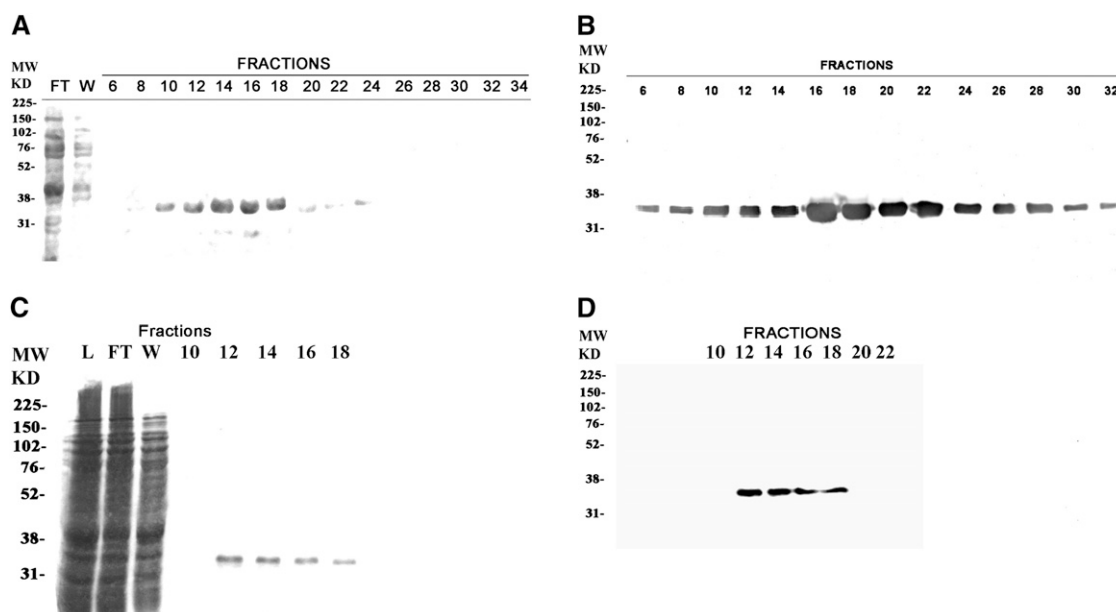 A
FRACTIONS
MW
KD
FT W 6 8 10 12 14 16 18 20 22 24 26 28 30 32 34
225-
150-
102-
76-
52-
38-
31-
B
MW
KD
FRACTIONS
6 8 10 12 14 16 18 20 22 24 26 28 30 32
225-
150-
102-
76-
52-
38-
31-
C
Fractions
MW L FT W 10 12 14 16 18
KD
225-
150-
102-
76-
52-
38-
31-
D
MW
KD
FRACTIONS
10 12 14 16 18 20 22
225-
150-
102-
76-
52-
38-
31-